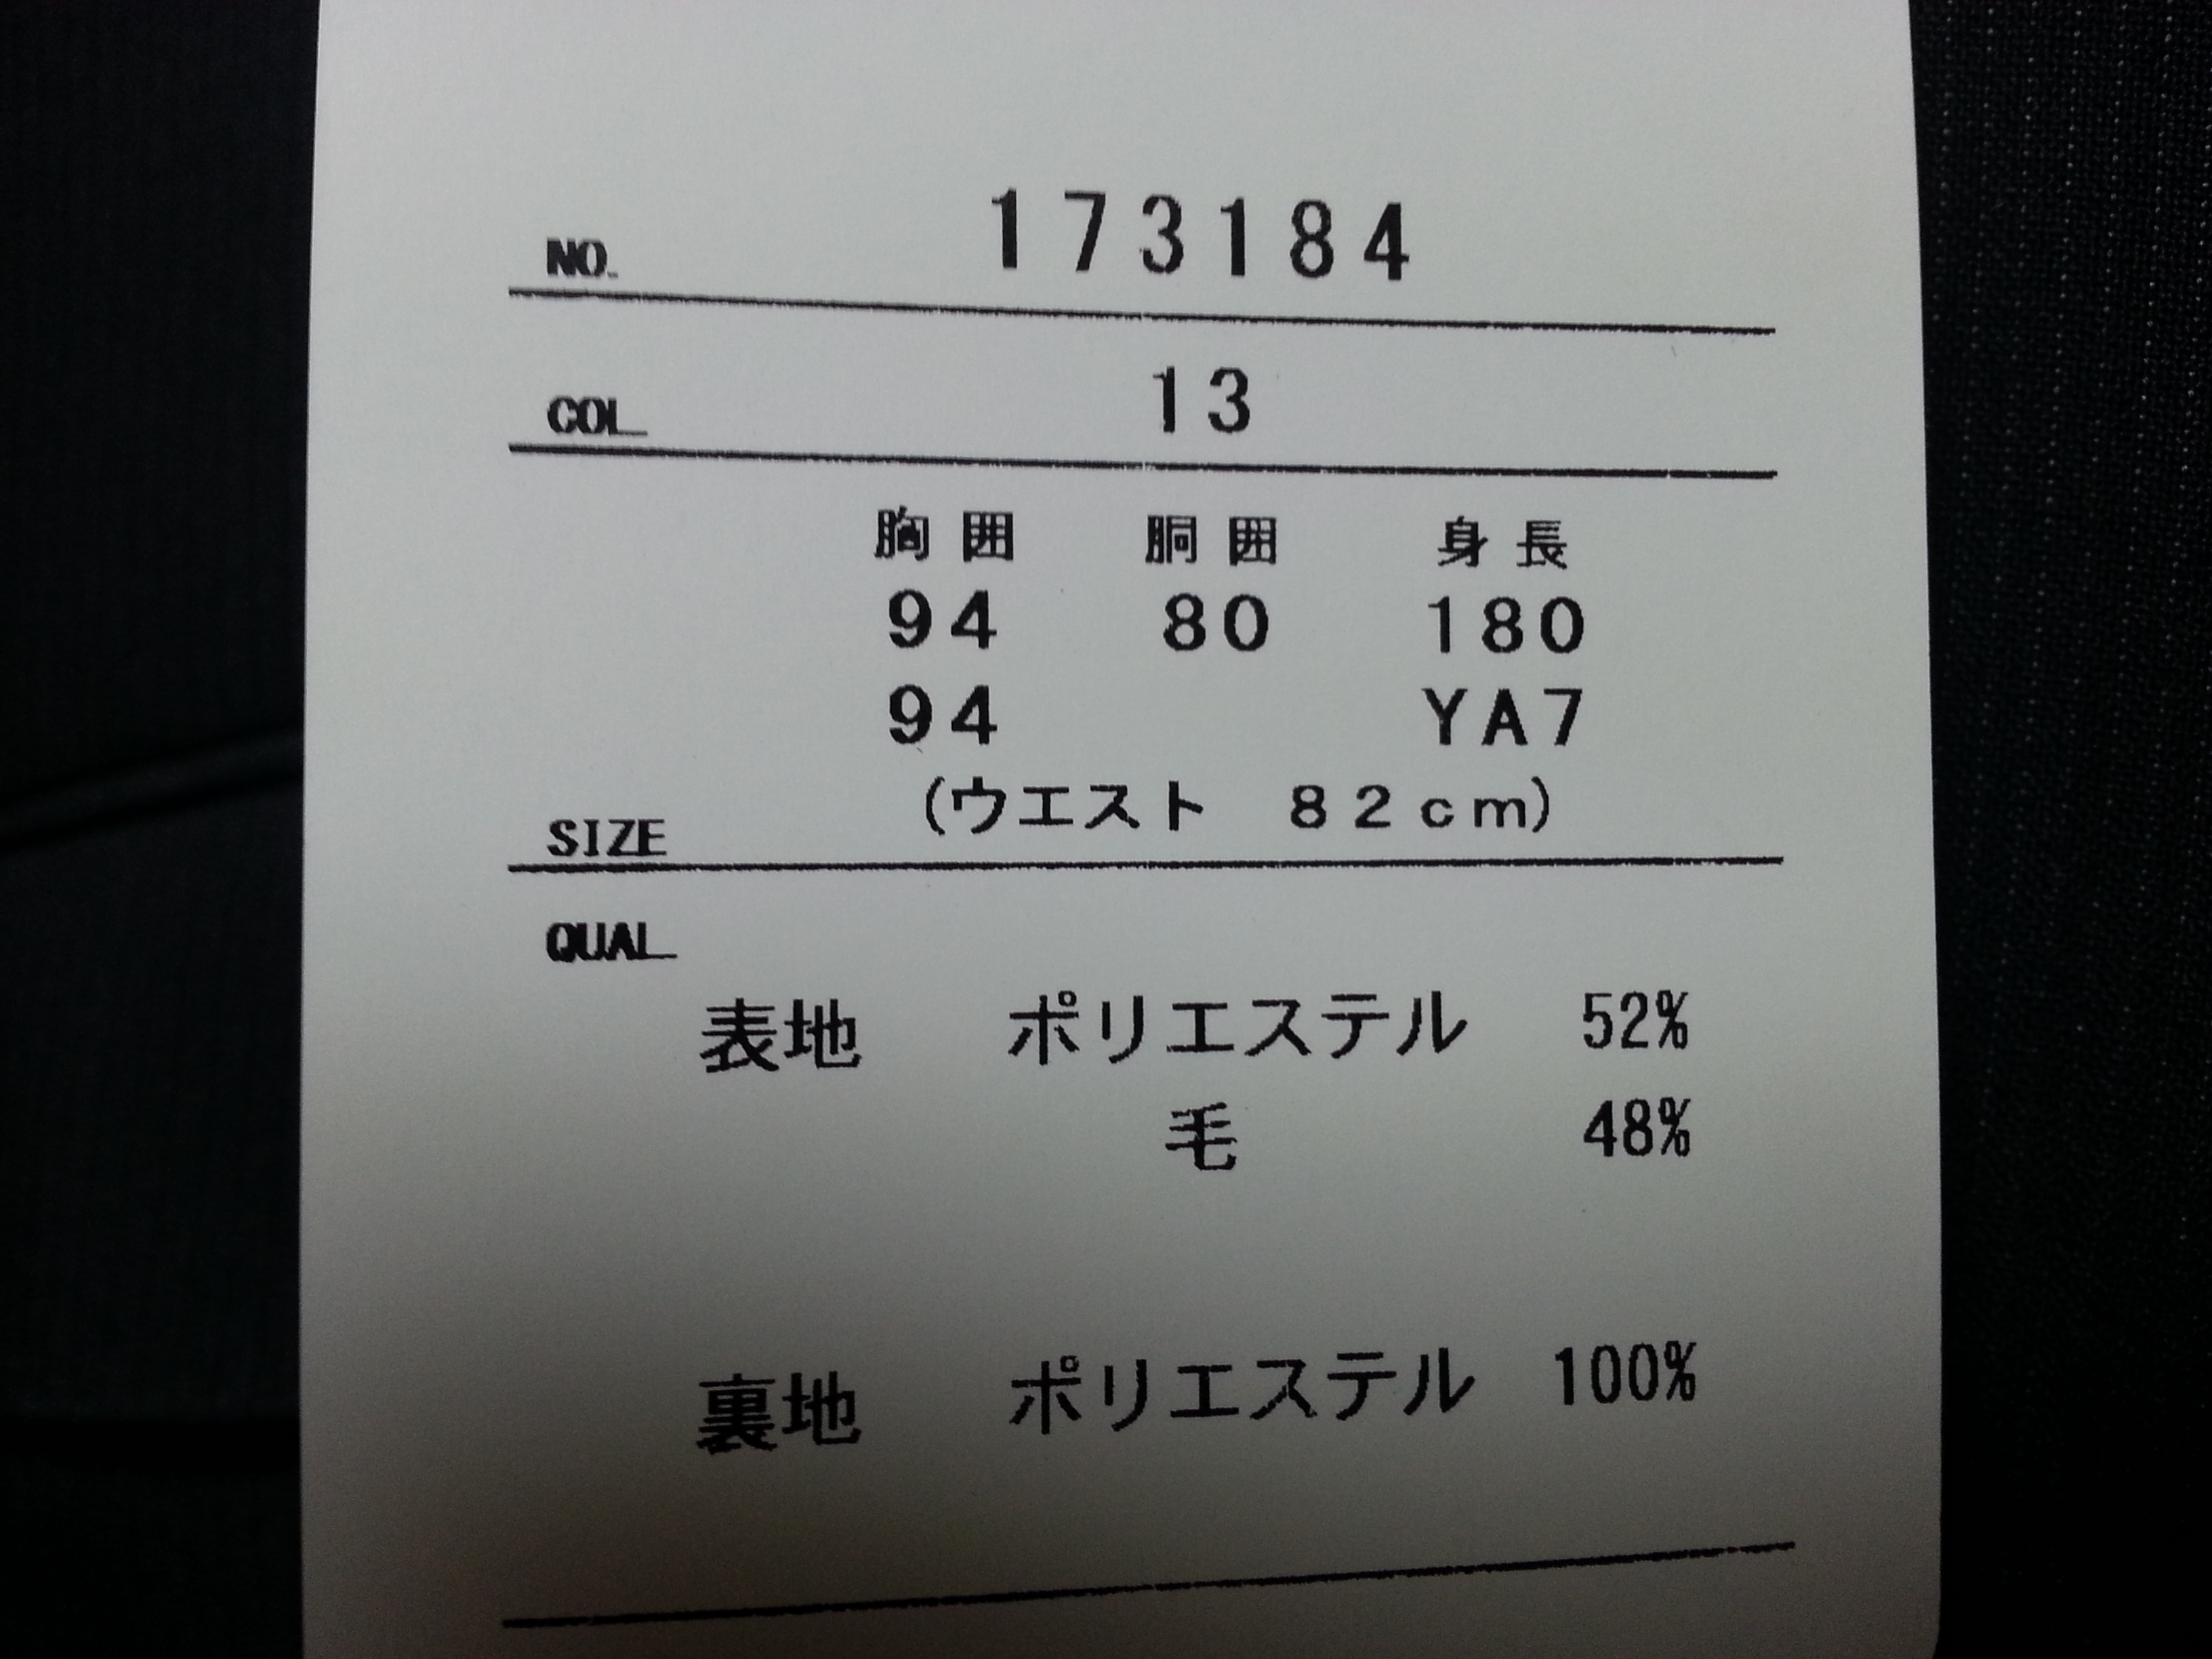 NO. 173184
COL. 13
胸囲 胴囲 身長
94 80 180
94 YA7
(ウエスト 82cm)
SIZE
QUAL.
表地 ポリエステル 52%
毛 48%
裏地 ポリエステル 100%